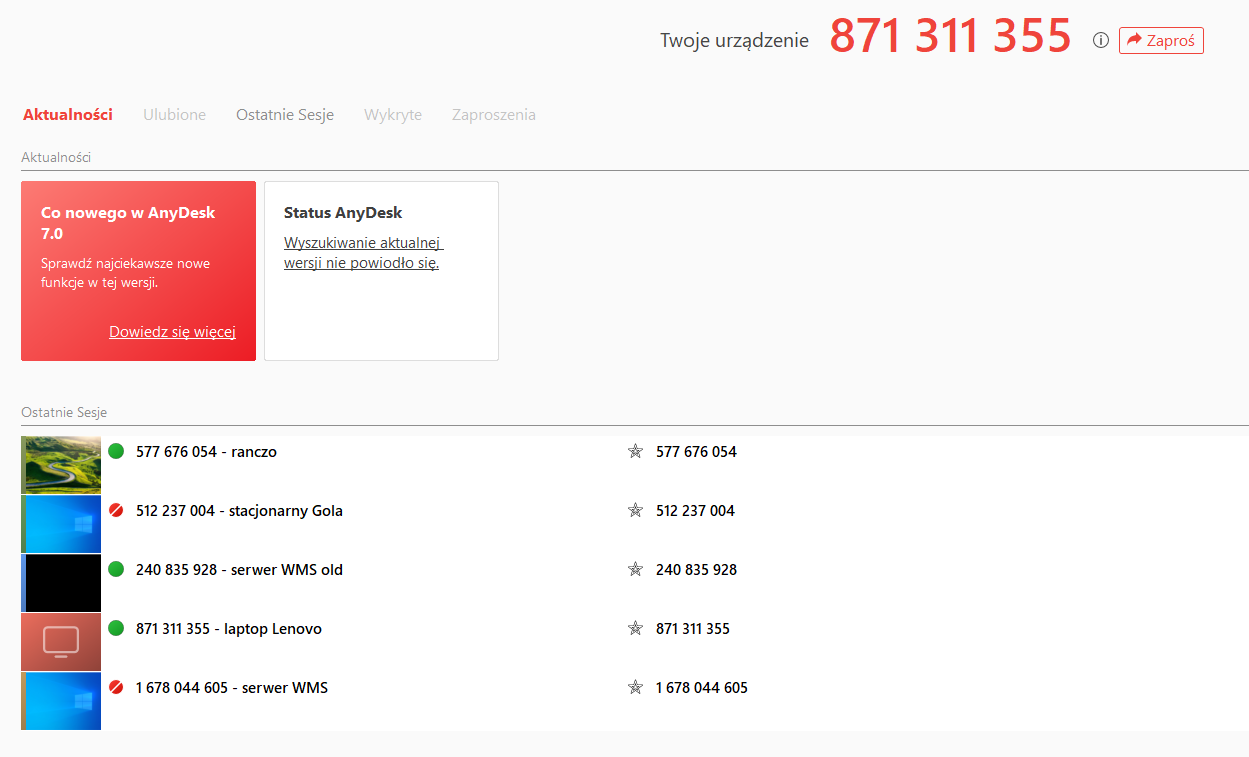 Twoje urządzenie 871 311 355 Zaproś
Aktualności Ulubione Ostatnie Sesje Wykryte Zaproszenia
Aktualności
Co nowego w AnyDesk
7.0
Sprawdź najciekawsze nowe
funkcje w tej wersji.
Dowiedz się więcej
Status AnyDesk
Wyszukiwanie aktualnej
wersji nie powiodło się.
Ostatnie Sesje
577 676 054 - ranczo 577 676 054
512 237 004 - stacjonarny Gola 512 237 004
240 835 928 - serwer WMS old 240 835 928
871 311 355 - laptop Lenovo 871 311 355
1 678 044 605 - serwer WMS 1 678 044 605